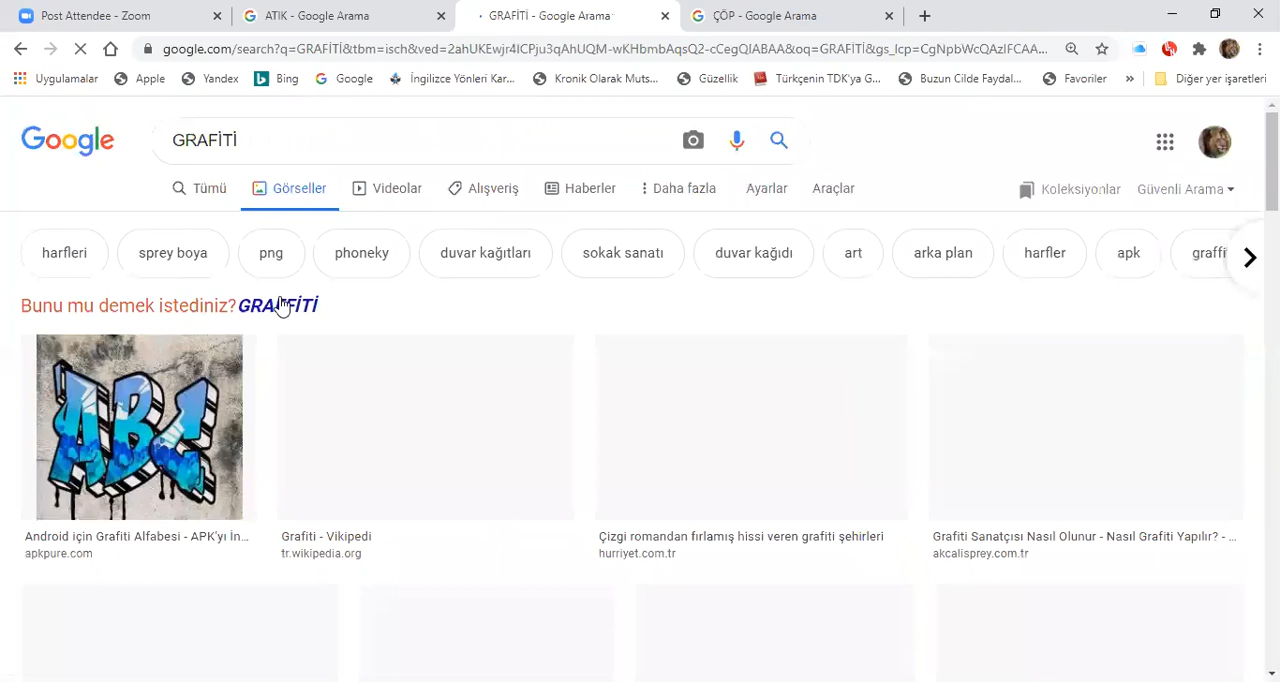 Post Attendee - Zoom
ATIK - Google Arama
GRAFİTİ - Google Arama
ÇÖP - Google Arama
google.com/search?q=GRAFİTİ&tbm=isch&ved=2ahUKEwjr4ICPju3qAhUQM-wKHbmbAqsQ2-cCegQIABAA&oq=GRAFİTİ&gs_lcp=CgNpbWcQAzIFCAA...
Uygulamalar
Apple
Yandex
Bing
Google
İngilizce Yönleri Kar...
Kronik Olarak Muts...
Güzellik
Türkçenin TDK'ya G...
Buzun Cilde Faydal...
Favoriler
»
Diğer yer işaretleri
Google
GRAFİTİ
Tümü
Görseller
Videolar
Alışveriş
Haberler
Daha fazla
Ayarlar
Araçlar
Koleksiyonlar
Güvenli Arama
harfleri
sprey boya
png
phoneky
duvar kağıtları
sokak sanatı
duvar kağıdı
art
arka plan
harfler
apk
graffi
Bunu mu demek istediniz? GRAFFİTİ
ABC
Android için Grafiti Alfabesi - APK'yı İn...
apkpure.com
Grafiti - Vikipedi
tr.wikipedia.org
Çizgi romandan fırlamış hissi veren grafiti şehirleri
hurriyet.com.tr
Grafiti Sanatçısı Nasıl Olunur - Nasıl Grafiti Yapılır? - ...
akcalisprey.com.tr